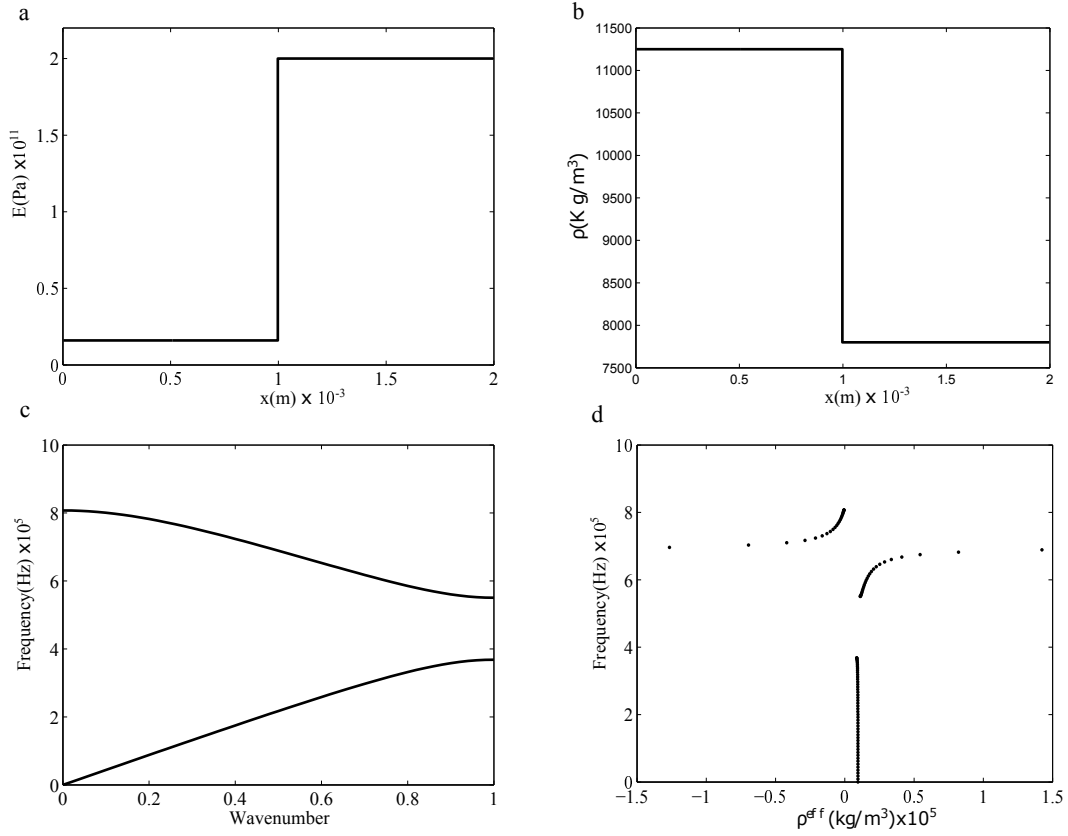 a
2
1.5
1
0.5
0
E(Pa) x10^11
0 0.5 1 1.5 2
x(m) × 10^-3
b
11500
11000
10500
10000
9500
9000
8500
8000
7500
ρ(K g/m^3)
0 0.5 1 1.5 2
x(m) × 10^-3
c
10
8
6
4
2
0
Frequency(Hz) x10^5
0 0.2 0.4 0.6 0.8 1
Wavenumber
d
10
8
6
4
2
0
Frequency(Hz) x10^5
−1.5 −1 −0.5 0 0.5 1 1.5
ρ^eff (kg/m^3)x10^5